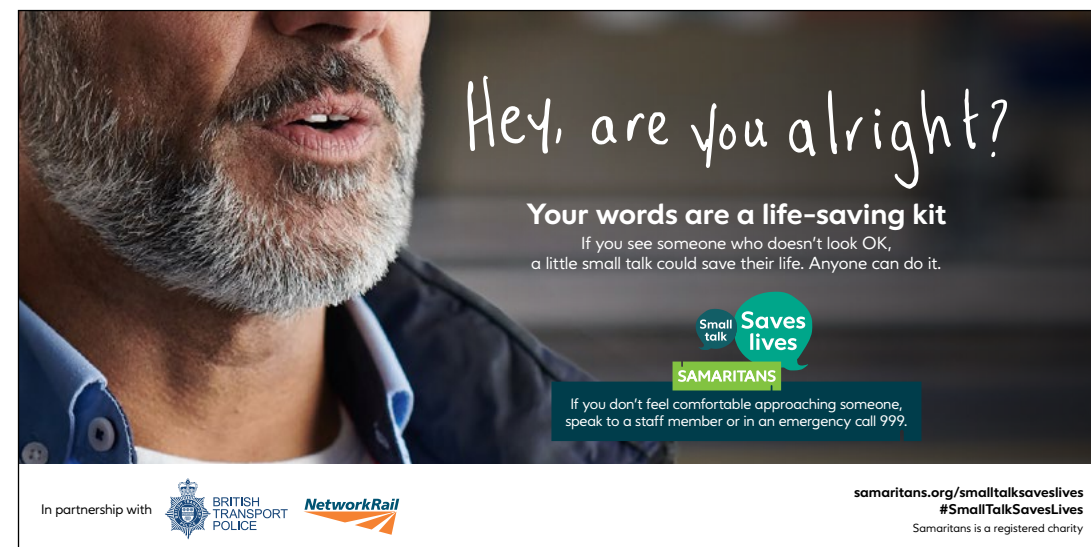 Hey, are you alright?
Your words are a life-saving kit
If you see someone who doesn't look OK,
a little small talk could save their life. Anyone can do it.
Small
talk
Saves
lives
SAMARITANS
If you don't feel comfortable approaching someone,
speak to a staff member or in an emergency call 999.
In partnership with
BRITISH
TRANSPORT
POLICE
NetworkRail
samaritans.org/smalltalksaveslives
#SmallTalkSavesLives
Samaritans is a registered charity